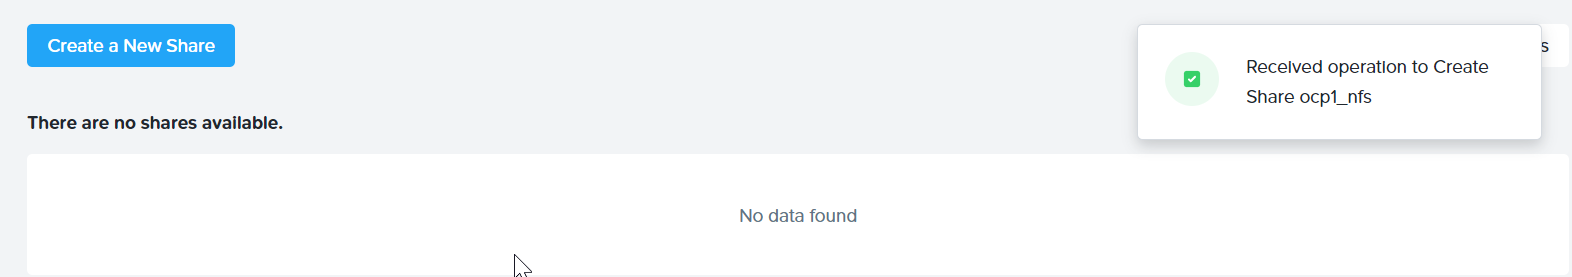 Create a New Share
s
Received operation to Create
Share ocp1_nfs
There are no shares available.
No data found